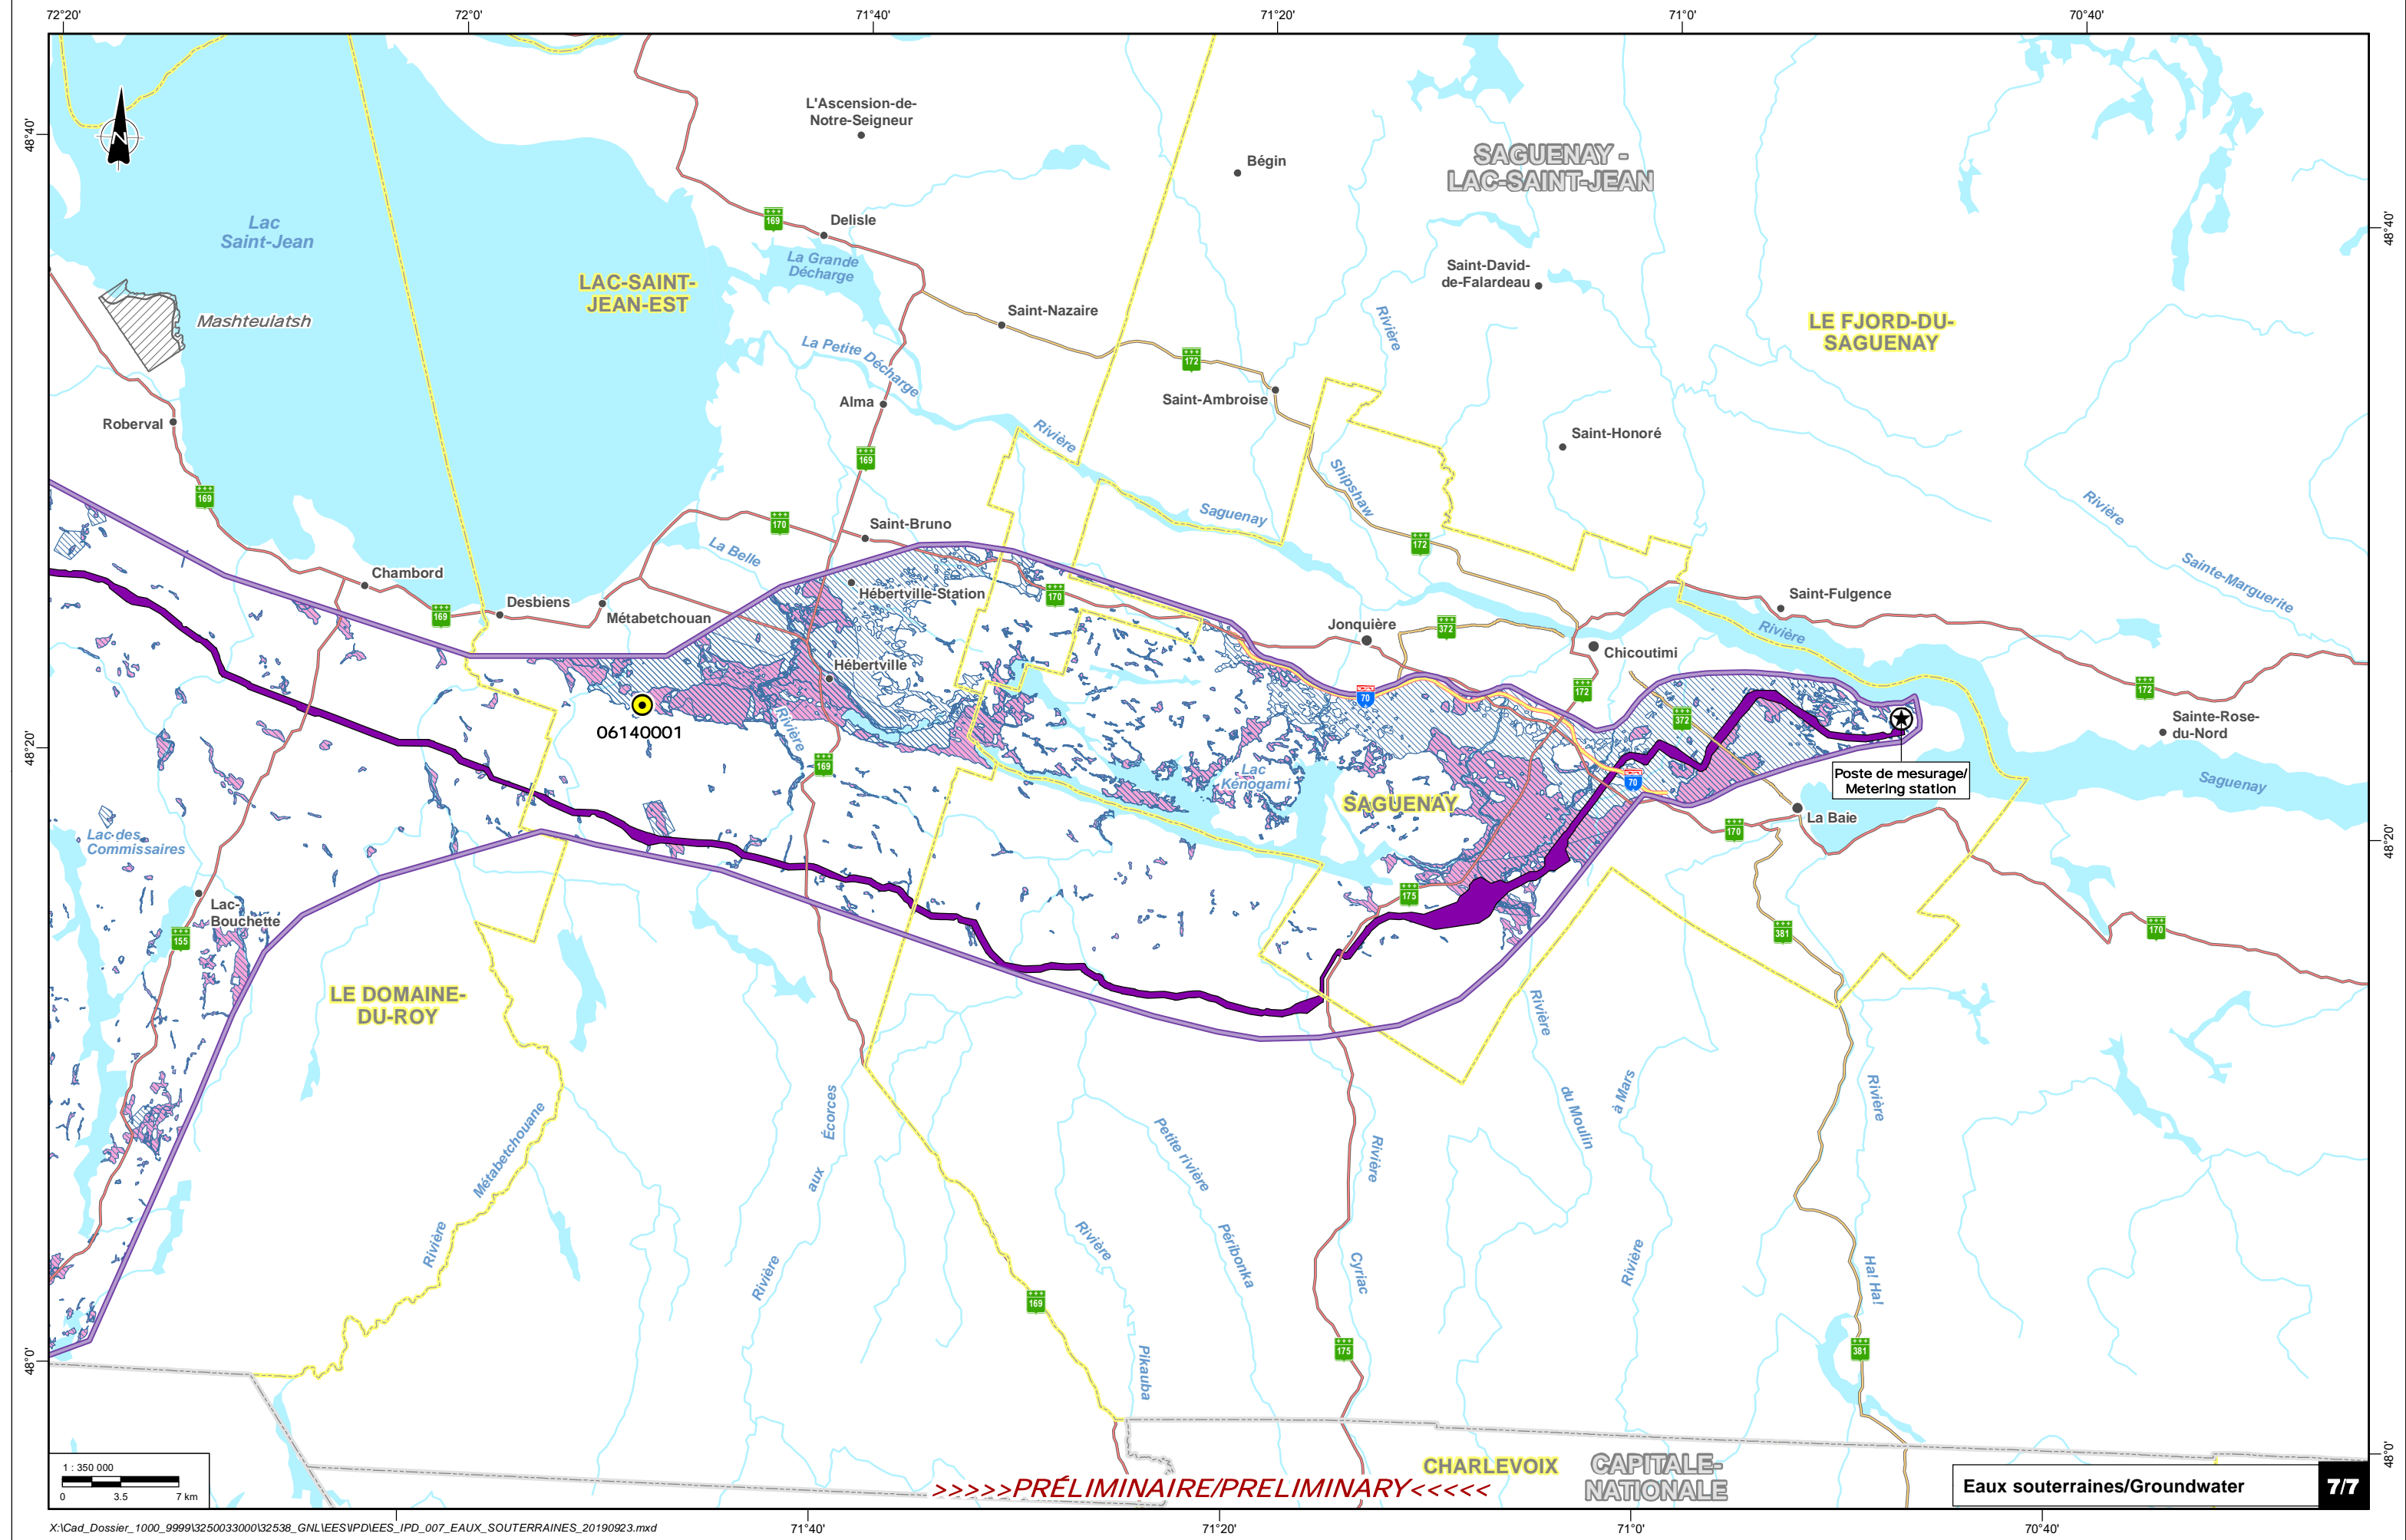 72°20'
72°0'
71°40'
71°20'
71°0'
70°40'
48°40'
48°40'
N
L'Ascension-de-
Notre-Seigneur
Bégin
SAGUENAY -
LAC-SAINT-JEAN
Lac
Saint-Jean
169
Delisle
La Grande
Décharge
LAC-SAINT-
JEAN-EST
Saint-David-
de-Falardeau
Mashteulatsh
Saint-Nazaire
Rivière
LE FJORD-DU-
SAGUENAY
La Petite Décharge
172
Alma
Saint-Ambroise
Roberval
Rivière
Saint-Honoré
169
Shipshaw
169
Rivière
170
Saint-Bruno
Saguenay
172
La Belle
Sainte-Marguerite
Chambord
Hébertville-Station
170
Saint-Fulgence
169
Desbiens
Métabetchouan
Jonquière
372
Rivière
Chicoutimi
Hébertville
172
172
70
372
Sainte-Rose-
du-Nord
06140001
Rivière
48°20'
169
Lac
Kénogami
70
Poste de mesurage/
Metering station
Saguenay
SAGUENAY
La Baie
170
Lac des
Commissaires
48°20'
175
Lac-
Bouchette
155
381
170
LE DOMAINE-
DU-ROY
Rivière
du Moulin
à Mars
Rivière
Écorces
aux
Rivière
Métabetchouane
Rivière
Petite rivière
Péribonka
Rivière
Pikauba
Rivière
Cyriac
Rivière
Ha! Ha!
169
175
381
48°0'
48°0'
1 : 350 000
0 3.5 7 km
CHARLEVOIX
CAPITALE-
NATIONALE
>>>>>PRÉLIMINAIRE/PRELIMINARY<<<<<
Eaux souterraines/Groundwater
7/7
X:\Cad_Dossier_1000_9999\3250033000\32538_GNL\EES\IPD\EES_IPD_007_EAUX_SOUTERRAINES_20190923.mxd
71°40'
71°20'
71°0'
70°40'